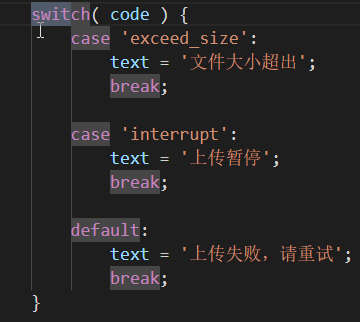 switch( code ) {
case 'exceed_size':
text = '文件大小超出';
break;
case 'interrupt':
text = '上传暂停';
break;
default:
text = '上传失败，请重试';
break;
}